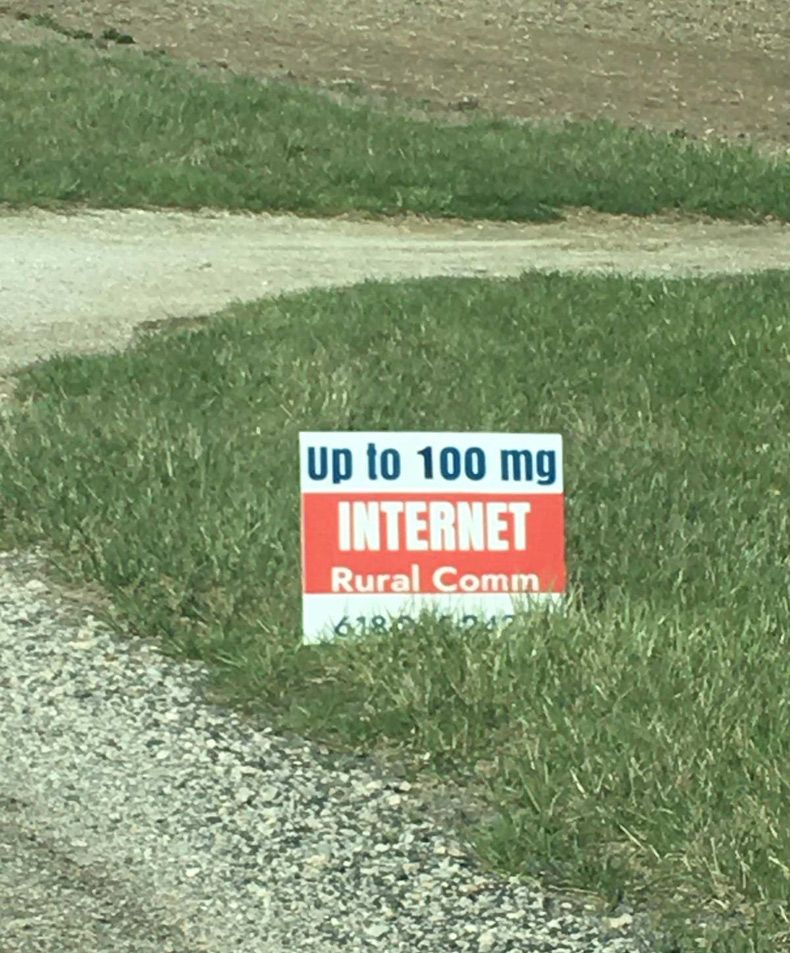 Up to 100 mg
INTERNET
Rural Comm